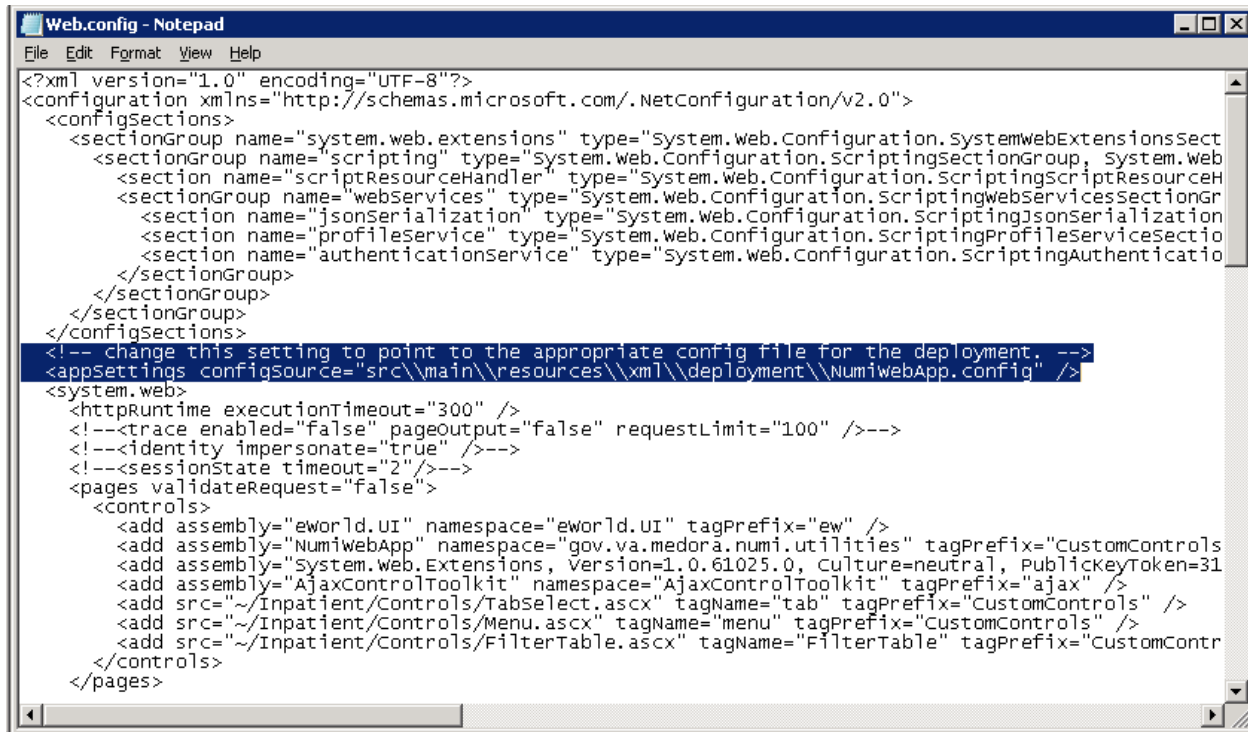 Web.config - Notepad
File Edit Format View Help
<?xml version="1.0" encoding="UTF-8"?>
<configuration xmlns="http://schemas.microsoft.com/.NetConfiguration/v2.0">
<configSections>
<sectionGroup name="system.web.extensions" type="System.Web.Configuration.SystemWebExtensionsSect
<sectionGroup name="scripting" type="System.Web.Configuration.ScriptingSectionGroup, System.Web
<section name="scriptResourceHandler" type="System.Web.Configuration.ScriptingScriptResourceH
<sectionGroup name="webServices" type="System.Web.Configuration.ScriptingWebServicesSectionGr
<section name="jsonSerialization" type="System.Web.Configuration.ScriptingJsonSerialization
<section name="profileService" type="System.Web.Configuration.ScriptingProfileServiceSectio
<section name="authenticationService" type="System.Web.Configuration.ScriptingAuthenticatio
</sectionGroup>
</sectionGroup>
</sectionGroup>
</configSections>
<!-- change this setting to point to the appropriate config file for the deployment. -->
<appSettings configSource="src\\main\\resources\\xml\\deployment\\NumiWebApp.config" />
<system.web>
<httpRuntime executionTimeout="300" />
<!--<trace enabled="false" pageOutput="false" requestLimit="100" />-->
<!--<identity impersonate="true" />-->
<!--<sessionState timeout="2"/>-->
<pages validateRequest="false">
<controls>
<add assembly="eWorld.UI" namespace="eWorld.UI" tagPrefix="ew" />
<add assembly="NumiWebApp" namespace="gov.va.medora.numi.utilities" tagPrefix="CustomControls
<add assembly="System.Web.Extensions, Version=1.0.61025.0, Culture=neutral, PublicKeyToken=31
<add assembly="AjaxControlToolkit" namespace="AjaxControlToolkit" tagPrefix="ajax" />
<add src="~/Inpatient/Controls/TabSelect.ascx" tagName="tab" tagPrefix="CustomControls" />
<add src="~/Inpatient/Controls/Menu.ascx" tagName="menu" tagPrefix="CustomControls" />
<add src="~/Inpatient/Controls/FilterTable.ascx" tagName="FilterTable" tagPrefix="CustomContr
</controls>
</pages>